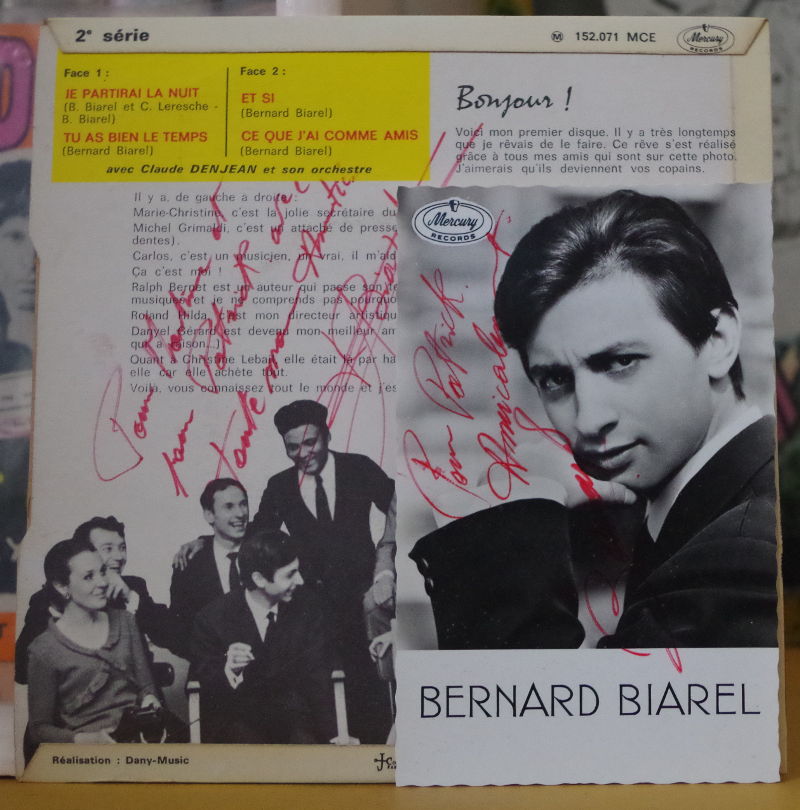 2e série
Ⓜ 152.071 MCE
Mercury
RECORDS
Face 1 :
JE PARTIRAI LA NUIT
(B. Biarel et C. Leresche -
B. Biarel)
TU AS BIEN LE TEMPS
(Bernard Biarel)
Face 2 :
ET SI
(Bernard Biarel)
CE QUE J'AI COMME AMIS
(Bernard Biarel)
avec Claude DENJEAN et son orchestre
Bonjour !
Voici mon premier disque. Il y a très longtemps
que je rêvais de le faire. Ce rêve s'est réalisé
grâce à tous mes amis qui sont sur cette photo.
J'aimerais qu'ils deviennent vos copains.
Il y a, de gauche à droite :
Marie-Christine, c'est la jolie secrétaire du
Michel Grimaldi, c'est un attaché de presse
dentes).
Carlos, c'est un musicien, un vrai, il m'aid
Ça c'est moi !
Ralph Bernet est un auteur qui passe son te
musique et je ne comprends pas pourquo
Roland Hilda, c'est mon directeur artistiqu
Danyel Gérard est devenu mon meilleur am
qu'à maison...)
Quant à Christine Lebail, elle était là par ha
elle car elle achète tout.
Voilà, vous connaissez tout le monde et j'es
Pour
tante
Mercury
RECORDS
Pour Patrick
Amicalement
BERNARD BIAREL
Réalisation : Dany-Music